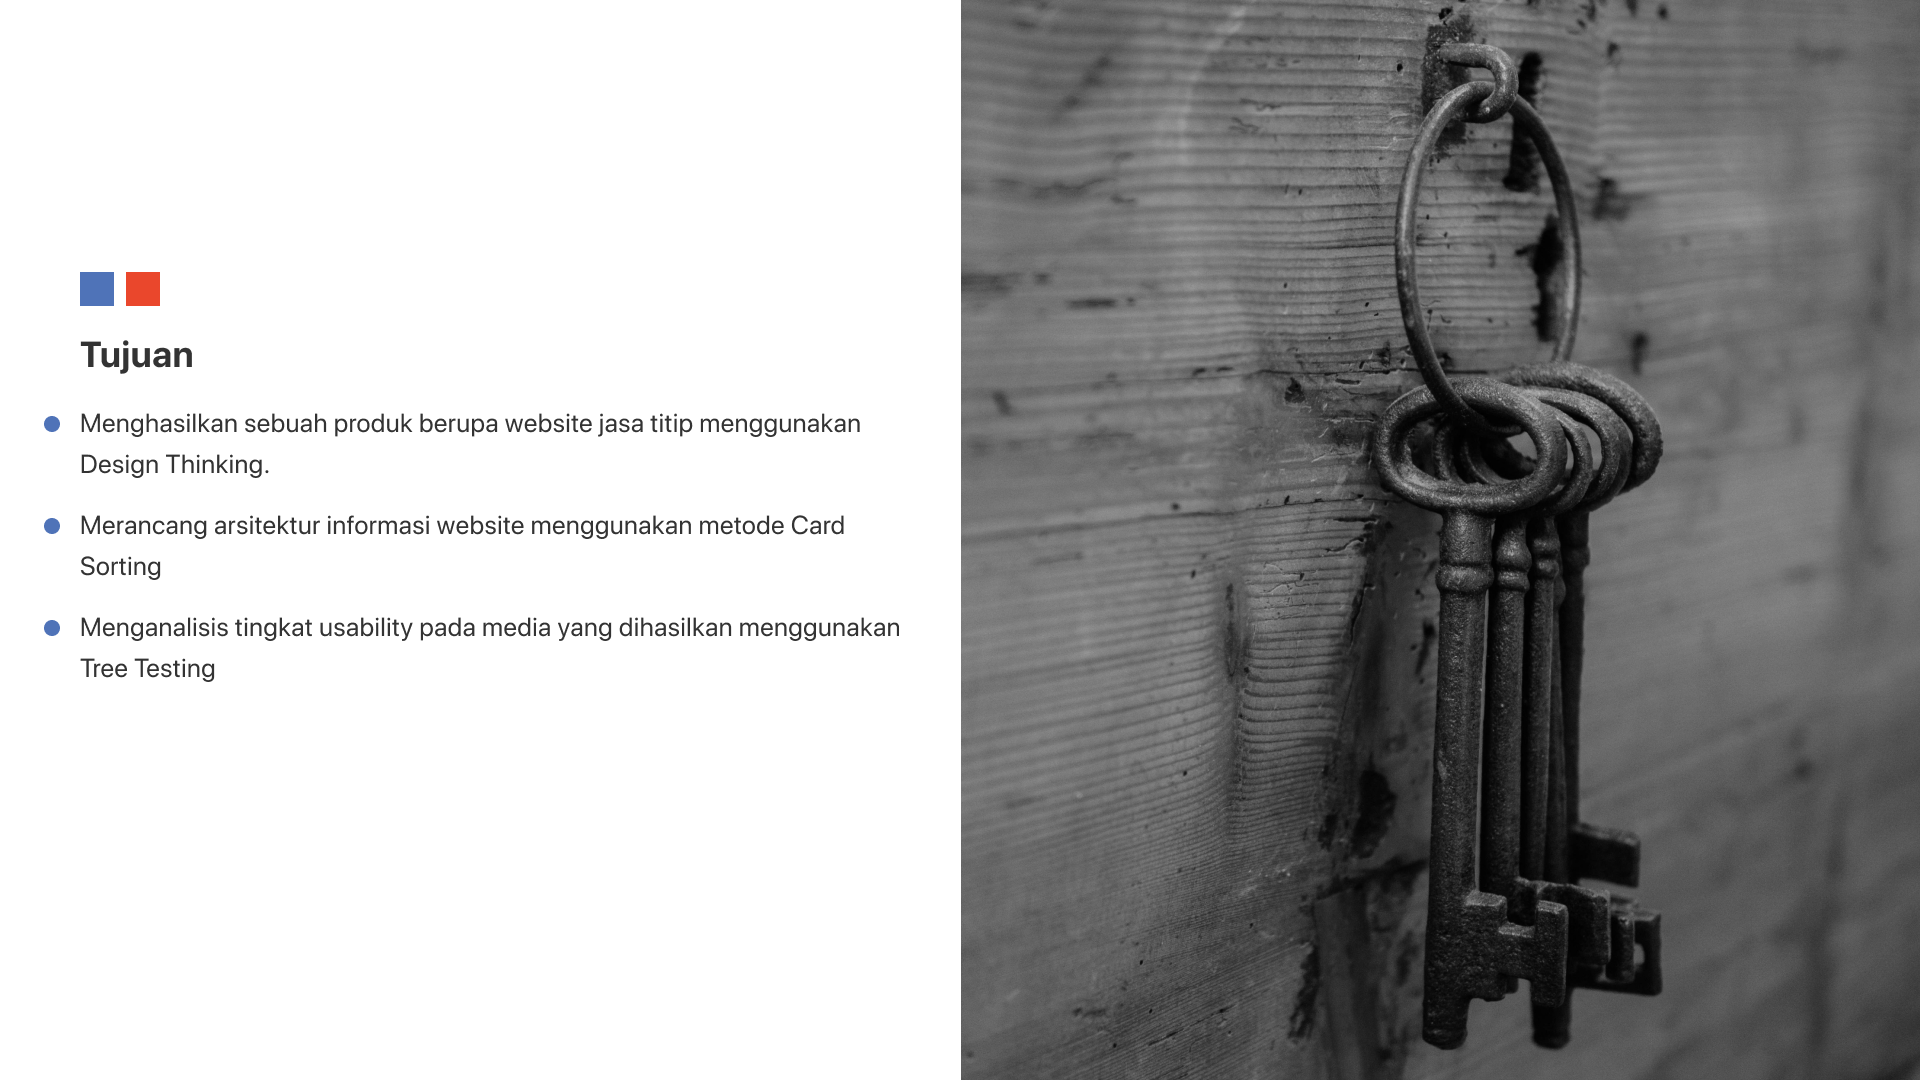 Tujuan
Menghasilkan sebuah produk berupa website jasa titip menggunakan
Design Thinking.
Merancang arsitektur informasi website menggunakan metode Card
Sorting
Menganalisis tingkat usability pada media yang dihasilkan menggunakan
Tree Testing